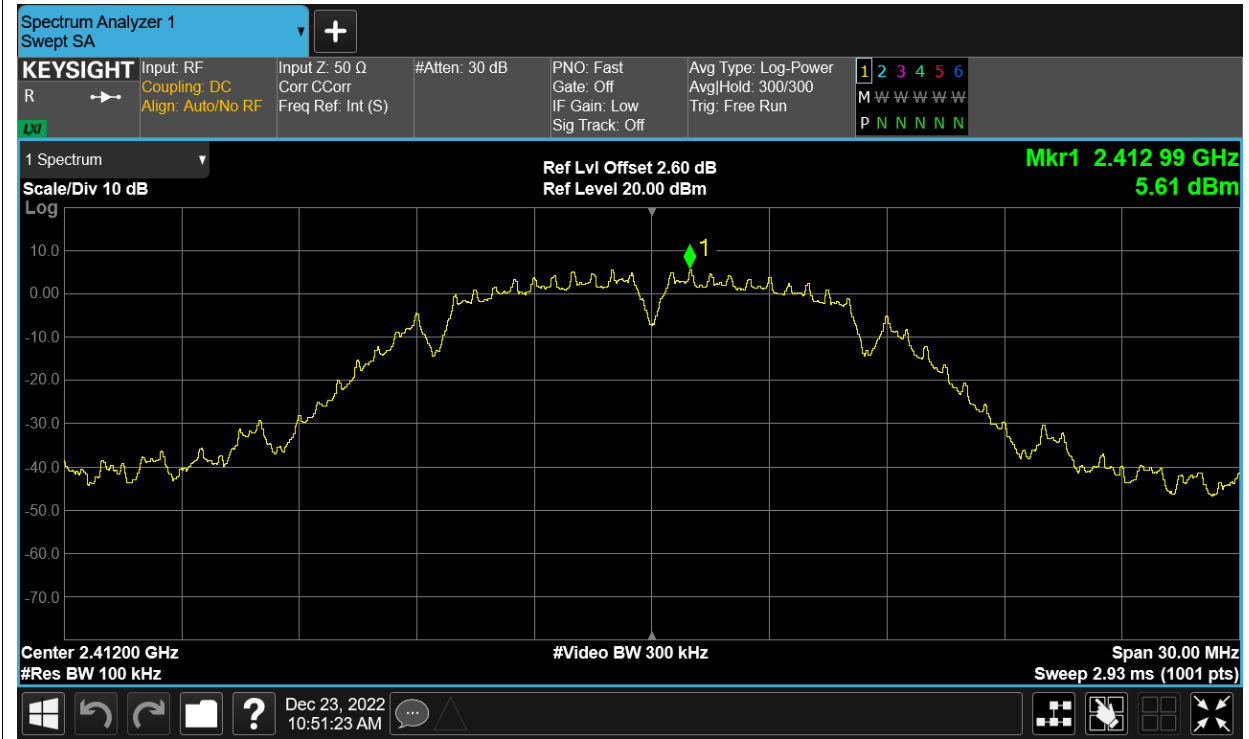 Spectrum Analyzer 1
Swept SA
KEYSIGHT
R
LXI
Input: RF
Coupling: DC
Align: Auto/No RF
Input Z: 50 Ω
Corr CCorr
Freq Ref: Int (S)
#Atten: 30 dB
PNO: Fast
Gate: Off
IF Gain: Low
Sig Track: Off
Avg Type: Log-Power
Avg|Hold: 300/300
Trig: Free Run
1 2 3 4 5 6
M W W W W W
P N N N N N
1 Spectrum
Scale/Div 10 dB
Log
Ref Lvl Offset 2.60 dB
Ref Level 20.00 dBm
Mkr1 2.412 99 GHz
5.61 dBm
1
10.0
0.00
-10.0
-20.0
-30.0
-40.0
-50.0
-60.0
-70.0
Center 2.41200 GHz
#Res BW 100 kHz
#Video BW 300 kHz
Span 30.00 MHz
Sweep 2.93 ms (1001 pts)
?
Dec 23, 2022
10:51:23 AM